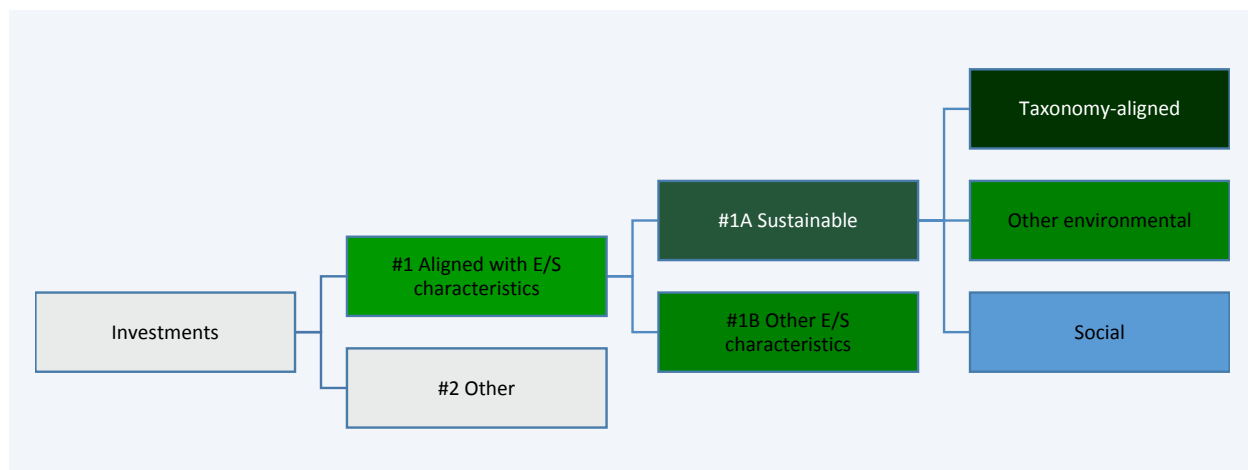 Taxonomy-aligned
#1A Sustainable
Other environmental
#1 Aligned with E/S
characteristics
Investments
#1B Other E/S
characteristics
Social
#2 Other